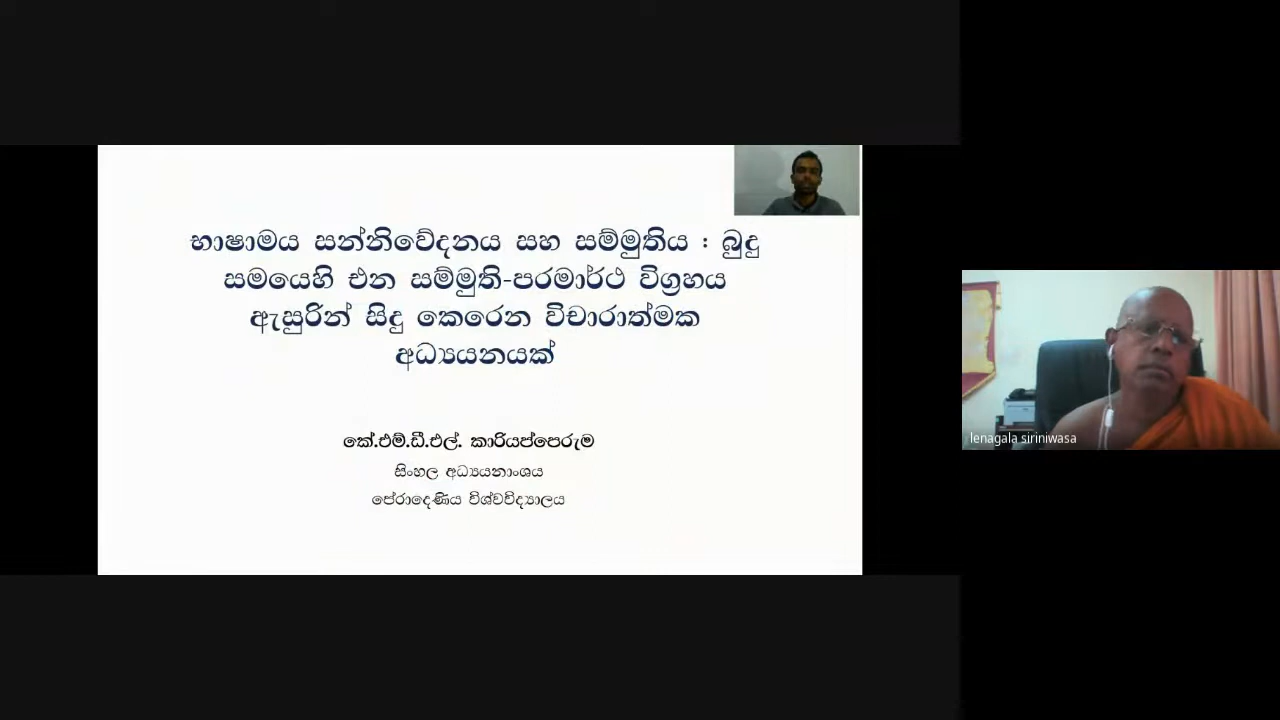 භාෂාමය සන්නිවේදනය සහ සම්මුතිය : බුදු
සමයෙහි එන සම්මුති-පරමාර්ථ විග්‍රහය
ඇසුරින් සිදු කෙරෙන විචාරාත්මක
අධ්‍යයනයක්
කේ.එම්.ඩී.එල්. කාරියප්පෙරුම
සිංහල අධ්‍යයනාංශය
පේරාදෙණිය විශ්වවිද්‍යාලය
lenagala siriniwasa